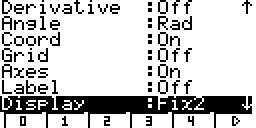 Derivative :Off ↑
Angle :Rad
Coord :On
Grid :Off
Axes :On
Label :Off
Display :Fix2 ↓
0 1 2 3 4 ▷